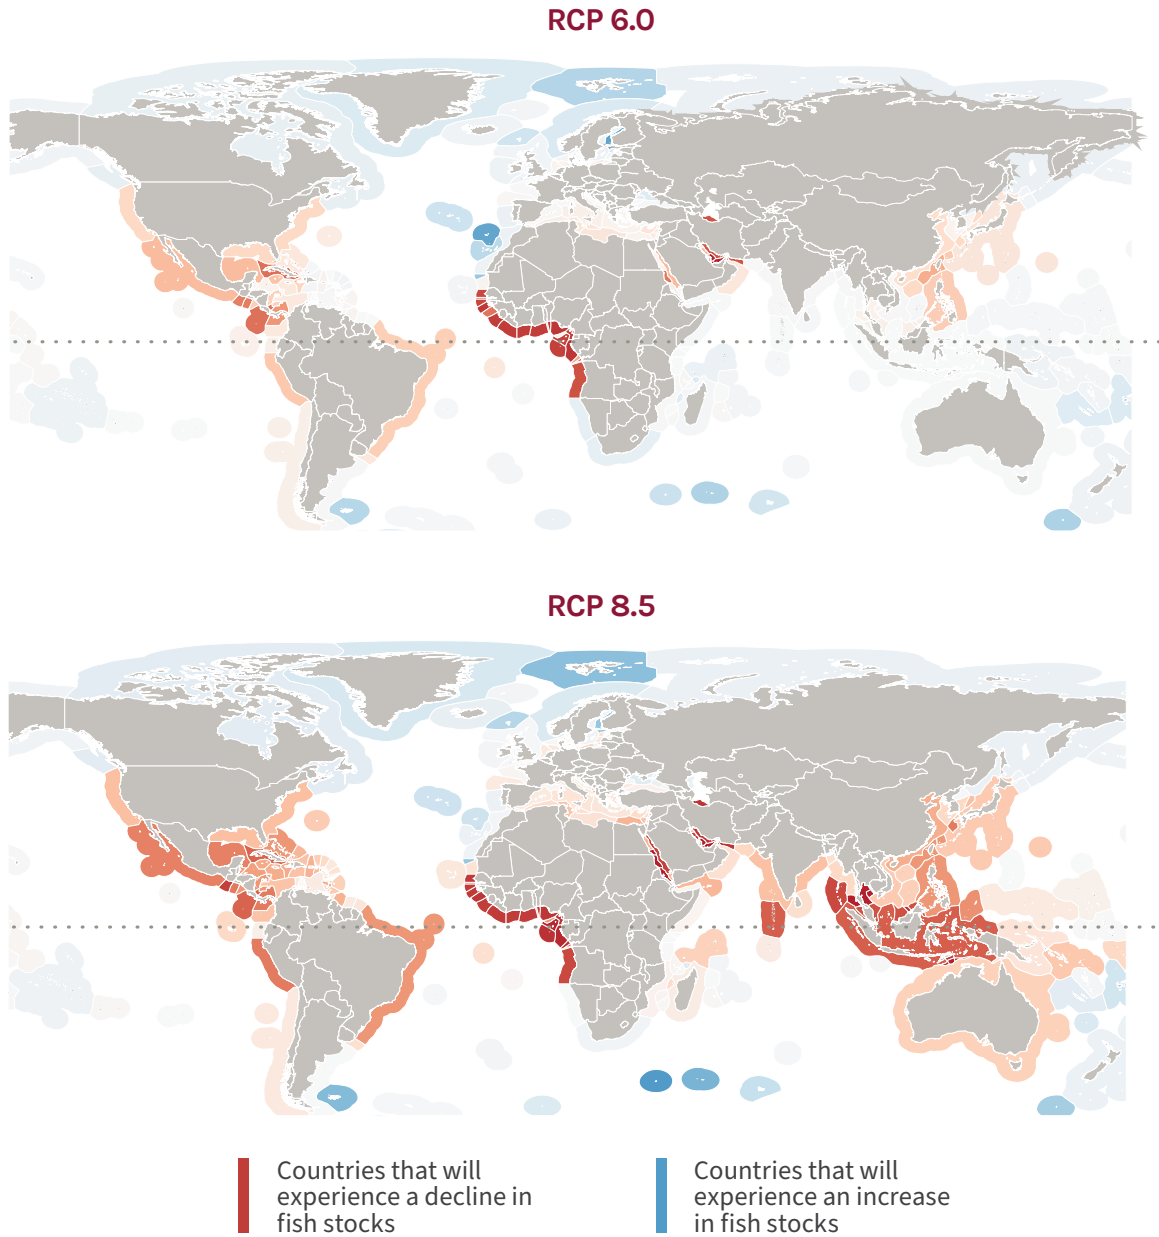 RCP 6.0
RCP 8.5
Countries that will
experience a decline in
fish stocks
Countries that will
experience an increase
in fish stocks